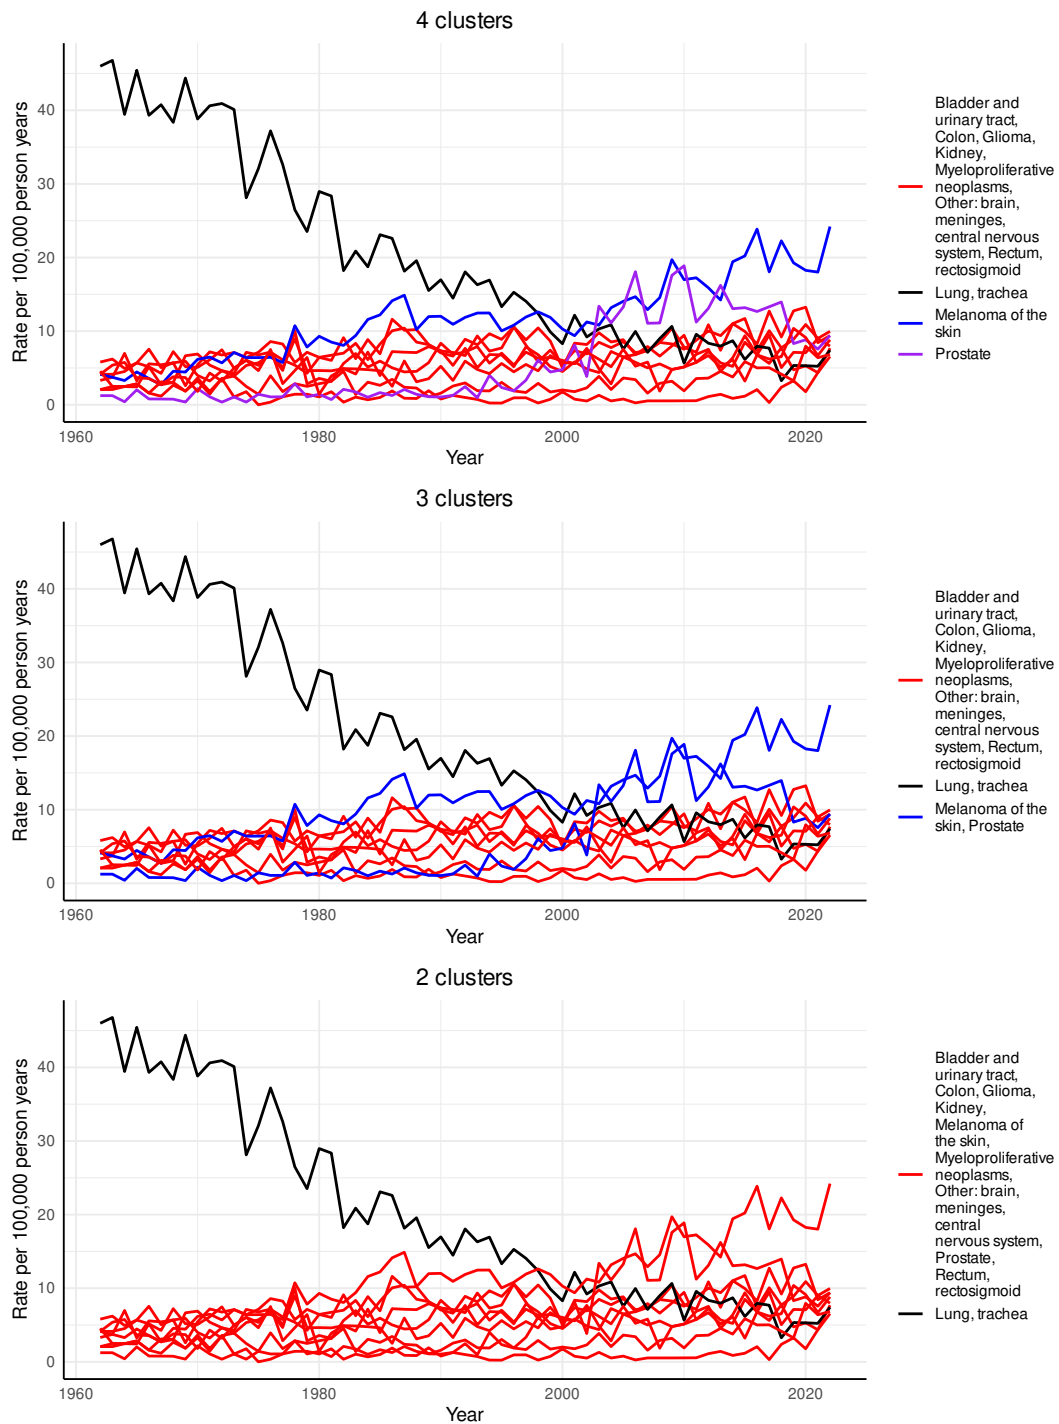 4 clusters
Rate per 100,000 person years
40
30
20
10
0
1960
1980
2000
2020
Year
Bladder and
urinary tract,
Colon, Glioma,
Kidney,
Myeloproliferative
neoplasms,
Other: brain,
meninges,
central nervous
system, Rectum,
rectosigmoid
Lung, trachea
Melanoma of the
skin
Prostate
3 clusters
Rate per 100,000 person years
40
30
20
10
0
1960
1980
2000
2020
Year
Bladder and
urinary tract,
Colon, Glioma,
Kidney,
Myeloproliferative
neoplasms,
Other: brain,
meninges,
central nervous
system, Rectum,
rectosigmoid
Lung, trachea
Melanoma of the
skin, Prostate
2 clusters
Rate per 100,000 person years
40
30
20
10
0
1960
1980
2000
2020
Year
Bladder and
urinary tract,
Colon, Glioma,
Kidney,
Melanoma of
the skin,
Myeloproliferative
neoplasms,
Other: brain,
meninges,
central
nervous system,
Prostate,
Rectum,
rectosigmoid
Lung, trachea